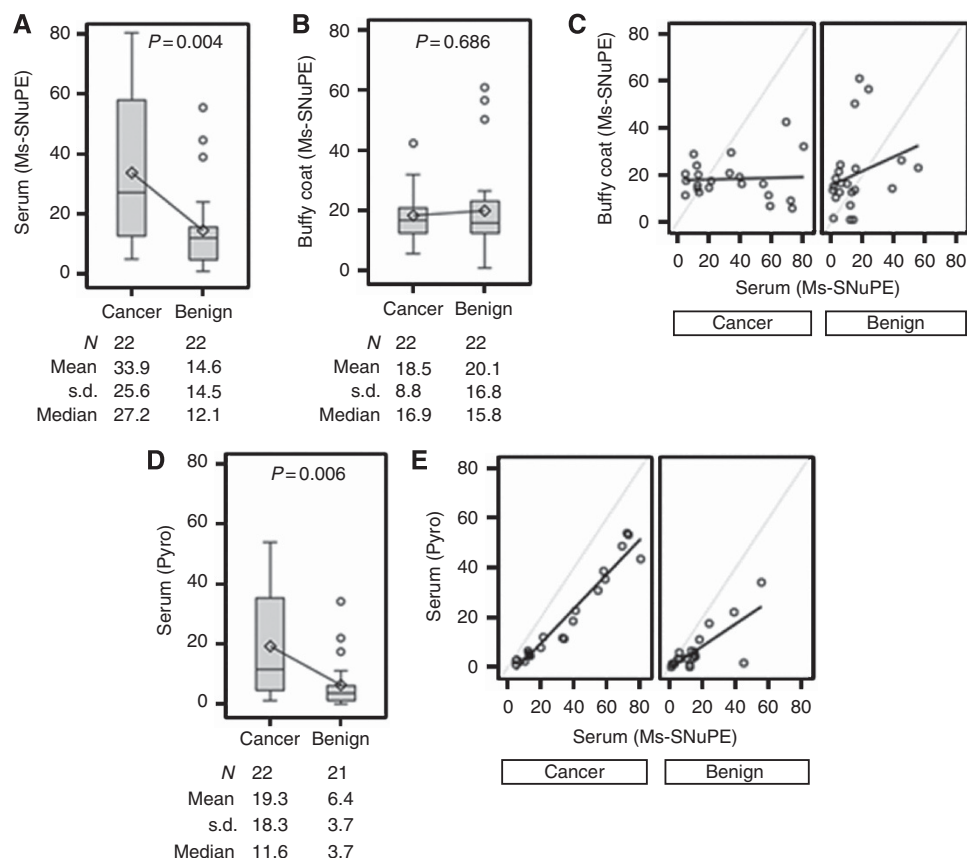 A
P=0.004
Serum (Ms-SNuPE)
80
60
40
20
0
Cancer Benign
N 22 22
Mean 33.9 14.6
s.d. 25.6 14.5
Median 27.2 12.1
B
P=0.686
Buffy coat (Ms-SNuPE)
80
60
40
20
0
Cancer Benign
N 22 22
Mean 18.5 20.1
s.d. 8.8 16.8
Median 16.9 15.8
C
Buffy coat (Ms-SNuPE)
80
60
40
20
0
0 20 40 60 80 0 20 40 60 80
Serum (Ms-SNuPE)
Cancer Benign
D
P=0.006
Serum (Pyro)
80
60
40
20
0
Cancer Benign
N 22 21
Mean 19.3 6.4
s.d. 18.3 3.7
Median 11.6 3.7
E
Serum (Pyro)
80
60
40
20
0
0 20 40 60 80 0 20 40 60 80
Serum (Ms-SNuPE)
Cancer Benign